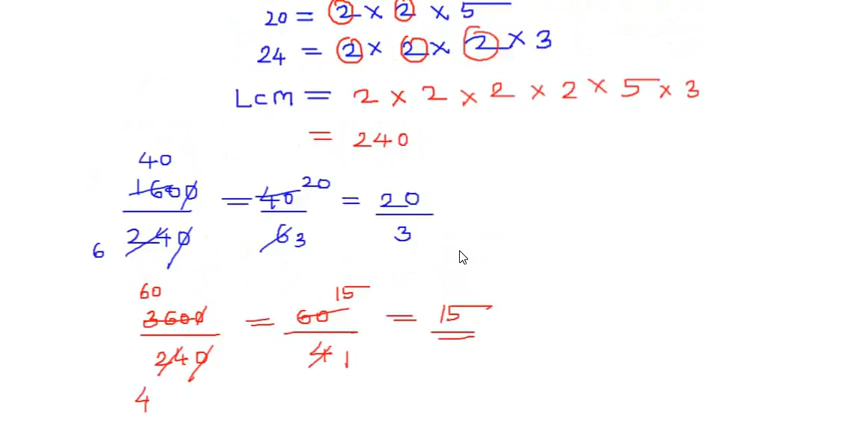 20 = 2 × 2 × 5
24 = 2 × 2 × 2 × 3
Lcm = 2 × 2 × 2 × 2 × 5 × 3
= 240
40
1600 = 40 20 = 20
6 240 6 3 3
60 15
3600 = 60 = 15
240 4 1
4